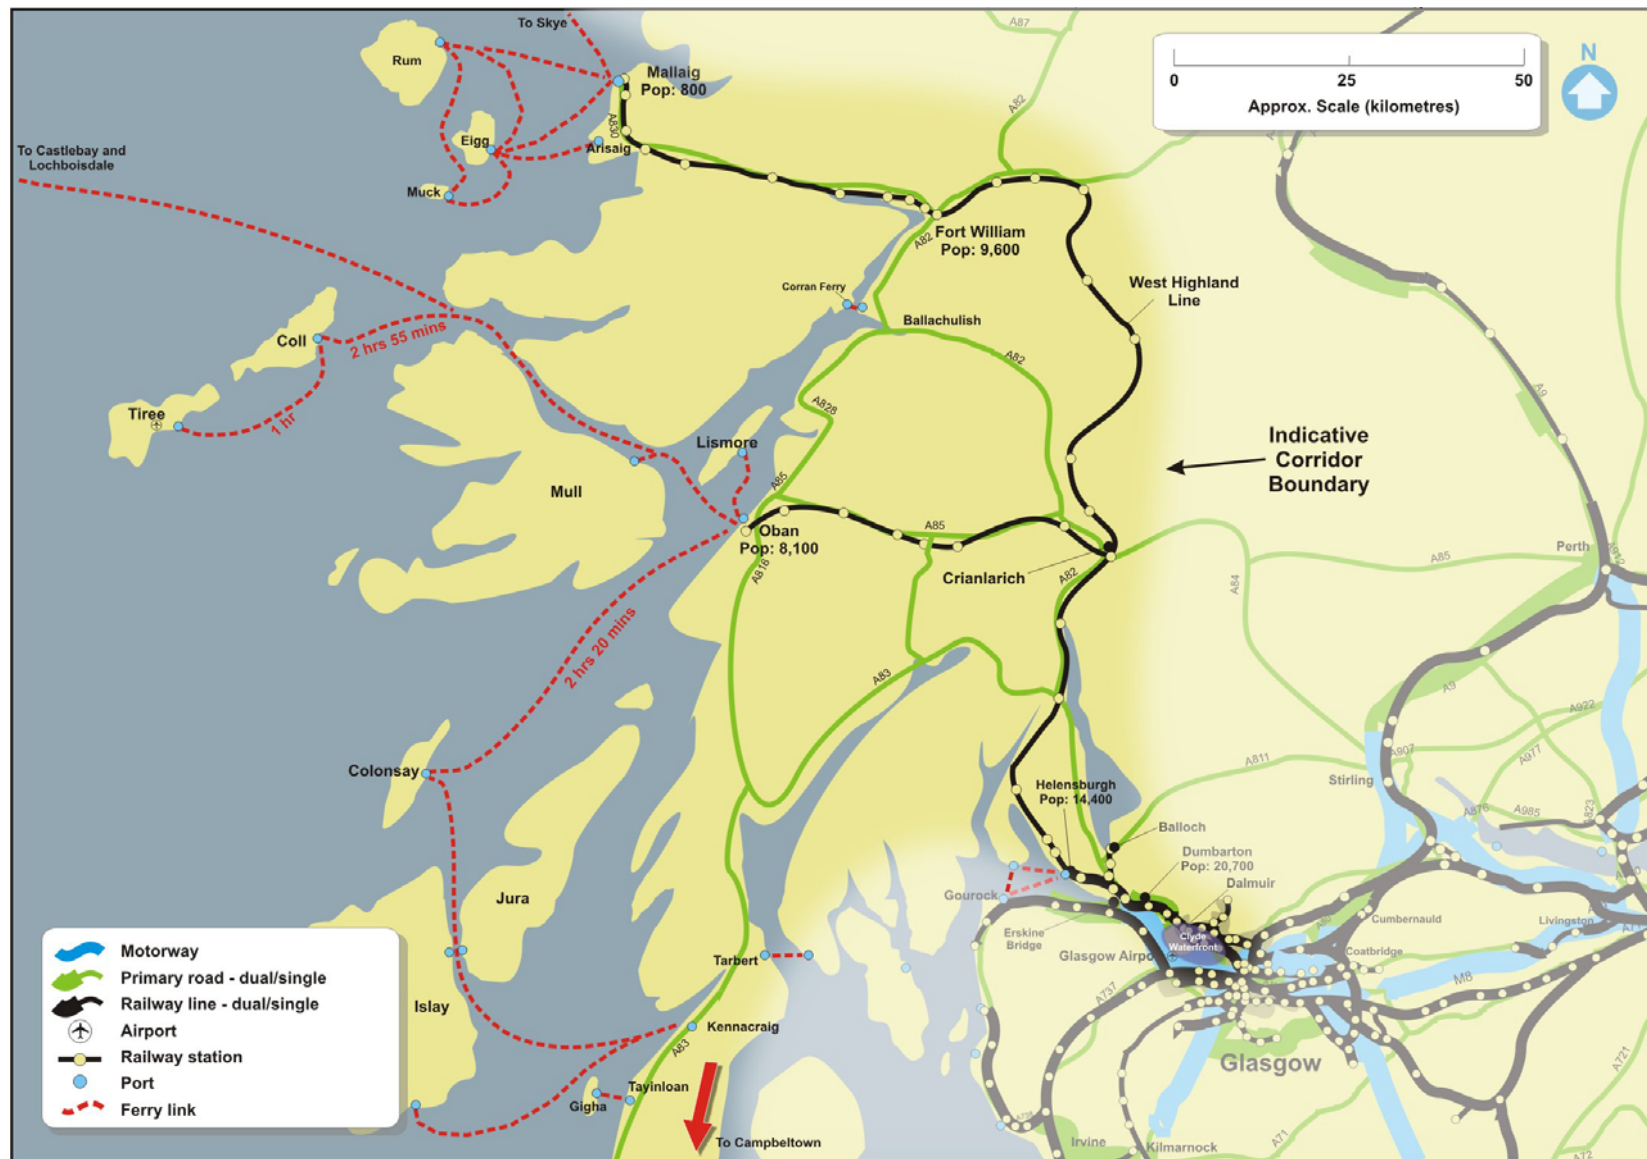 To Skye
A87
Rum
Mallaig
Pop: 800
A82
0
25
50
Approx. Scale (kilometres)
N
A830
Eigg
Arisaig
To Castlebay and
Lochboisdale
Muck
A82
Fort William
Pop: 9,600
West Highland
Line
Corran Ferry
Ballachulish
2 hrs 55 mins
Coll
A82
A9
Tiree
1 hr
A828
Lismore
Indicative
Corridor
Boundary
Mull
A85
Oban
Pop: 8,100
A85
A816
Crianlarich
A82
A84
A85
Perth
A912
2 hrs 20 mins
A83
A9
A922
A977
A907
A811
Stirling
Colonsay
Helensburgh
Pop: 14,400
A876
A985
A823
Balloch
Dumbarton
Pop: 20,700
Dalmuir
Gourock
Jura
Erskine
Bridge
Clyde
Waterfront
Cumbernauld
Livingston
Glasgow Airpo
Coatbridge
Tarbert
A737
M8
Islay
Kennacraig
A83
Glasgow
A721
Gigha
Tayinloan
To Campbeltown
Irvine
Kilmarnock
A71
A72
Motorway
Primary road - dual/single
Railway line - dual/single
Airport
Railway station
Port
Ferry link